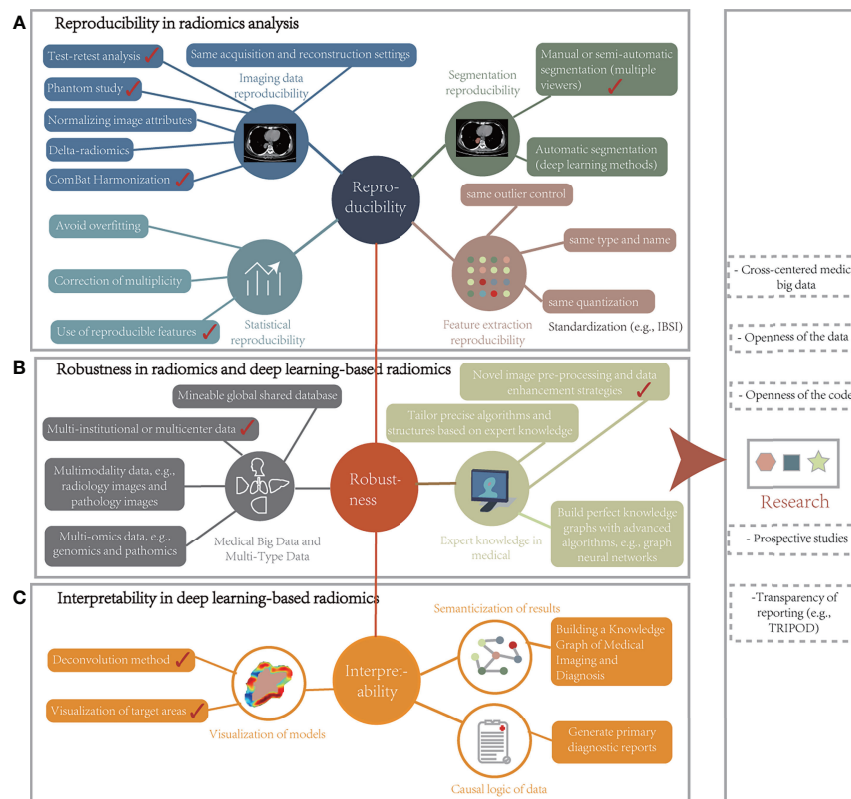 A
Reproducibility in radiomics analysis
Test-retest analysis
Same acquisition and reconstruction settings
Imaging data
reproducibility
Phantom study
Normalizing image attributes
Delta-radiomics
ComBat Harmonization
Segmentation
reproducibility
Manual or semi-automatic
segmentation (multiple
viewers)
Automatic segmentation
(deep learning methods)
Repro-
ducibility
Avoid overfitting
Correction of multiplicity
Use of reproducible features
Statistical
reproducibility
same outlier control
same type and name
same quantization
Standardization (e.g., IBSI)
Feature extraction
reproducibility
B
Robustness in radiomics and deep learning-based radiomics
Mineable global shared database
Multi-institutional or multicenter data
Multimodality data, e.g.,
radiology images and
pathology images
Multi-omics data, e.g.,
genomics and pathomics
Medical Big Data and
Multi-Type Data
Robust-
ness
Novel image pre-processing and data
enhancement strategies
Tailor precise algorithms and
structures based on expert knowledge
Build perfect knowledge
graphs with advanced
algorithms, e.g., graph
neural networks
Expert knowledge in
medical
C
Interpretability in deep learning-based radiomics
Deconvolution method
Visualization of target areas
Visualization of models
Interpret-
ability
Semanticization of results
Building a Knowledge
Graph of Medical
Imaging and
Diagnosis
Generate primary
diagnostic reports
Causal logic of data
- Cross-centered medic
big data
- Openness of the data
- Openness of the code
Research
- Prospective studies
-Transparency of
reporting (e.g.,
TRIPOD)